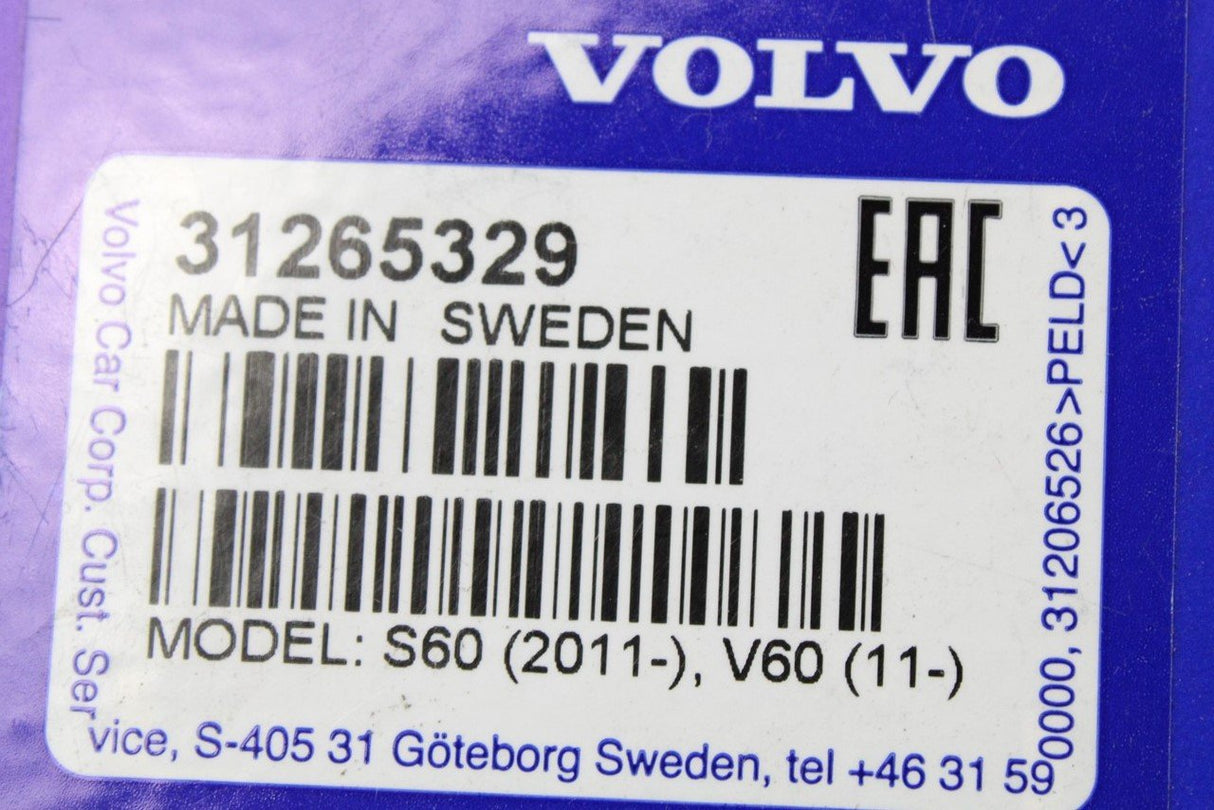 VOLVO
31265329
EAC
MADE IN SWEDEN
MODEL: S60 (2011-), V60 (11-)
Volvo Car Corp. Cust. Service, S-405 31 Göteborg Sweden, tel +46 31 590000, 31206526>PELD<3